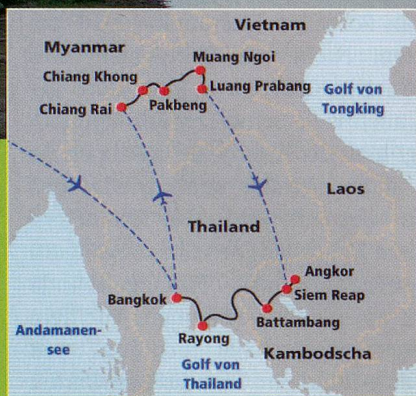 Vietnam
Myanmar
Muang Ngoi
Chiang Khong
Luang Prabang
Golf von
Tongking
Chiang Rai
Pakbeng
Laos
Thailand
Angkor
Siem Reap
Bangkok
Battambang
Rayong
Andamanen-
see
Golf von
Thailand
Kambodscha